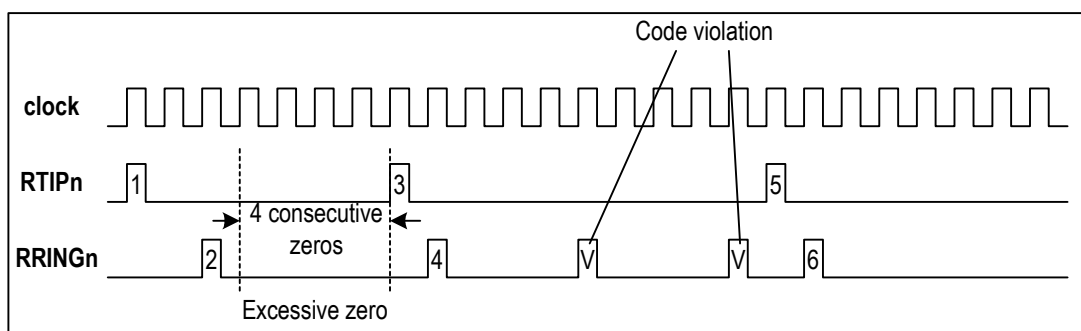 Code violation
clock
RTIPn
1
3
5
4 consecutive
zeros
RRINGn
2
4
V
V
6
Excessive zero